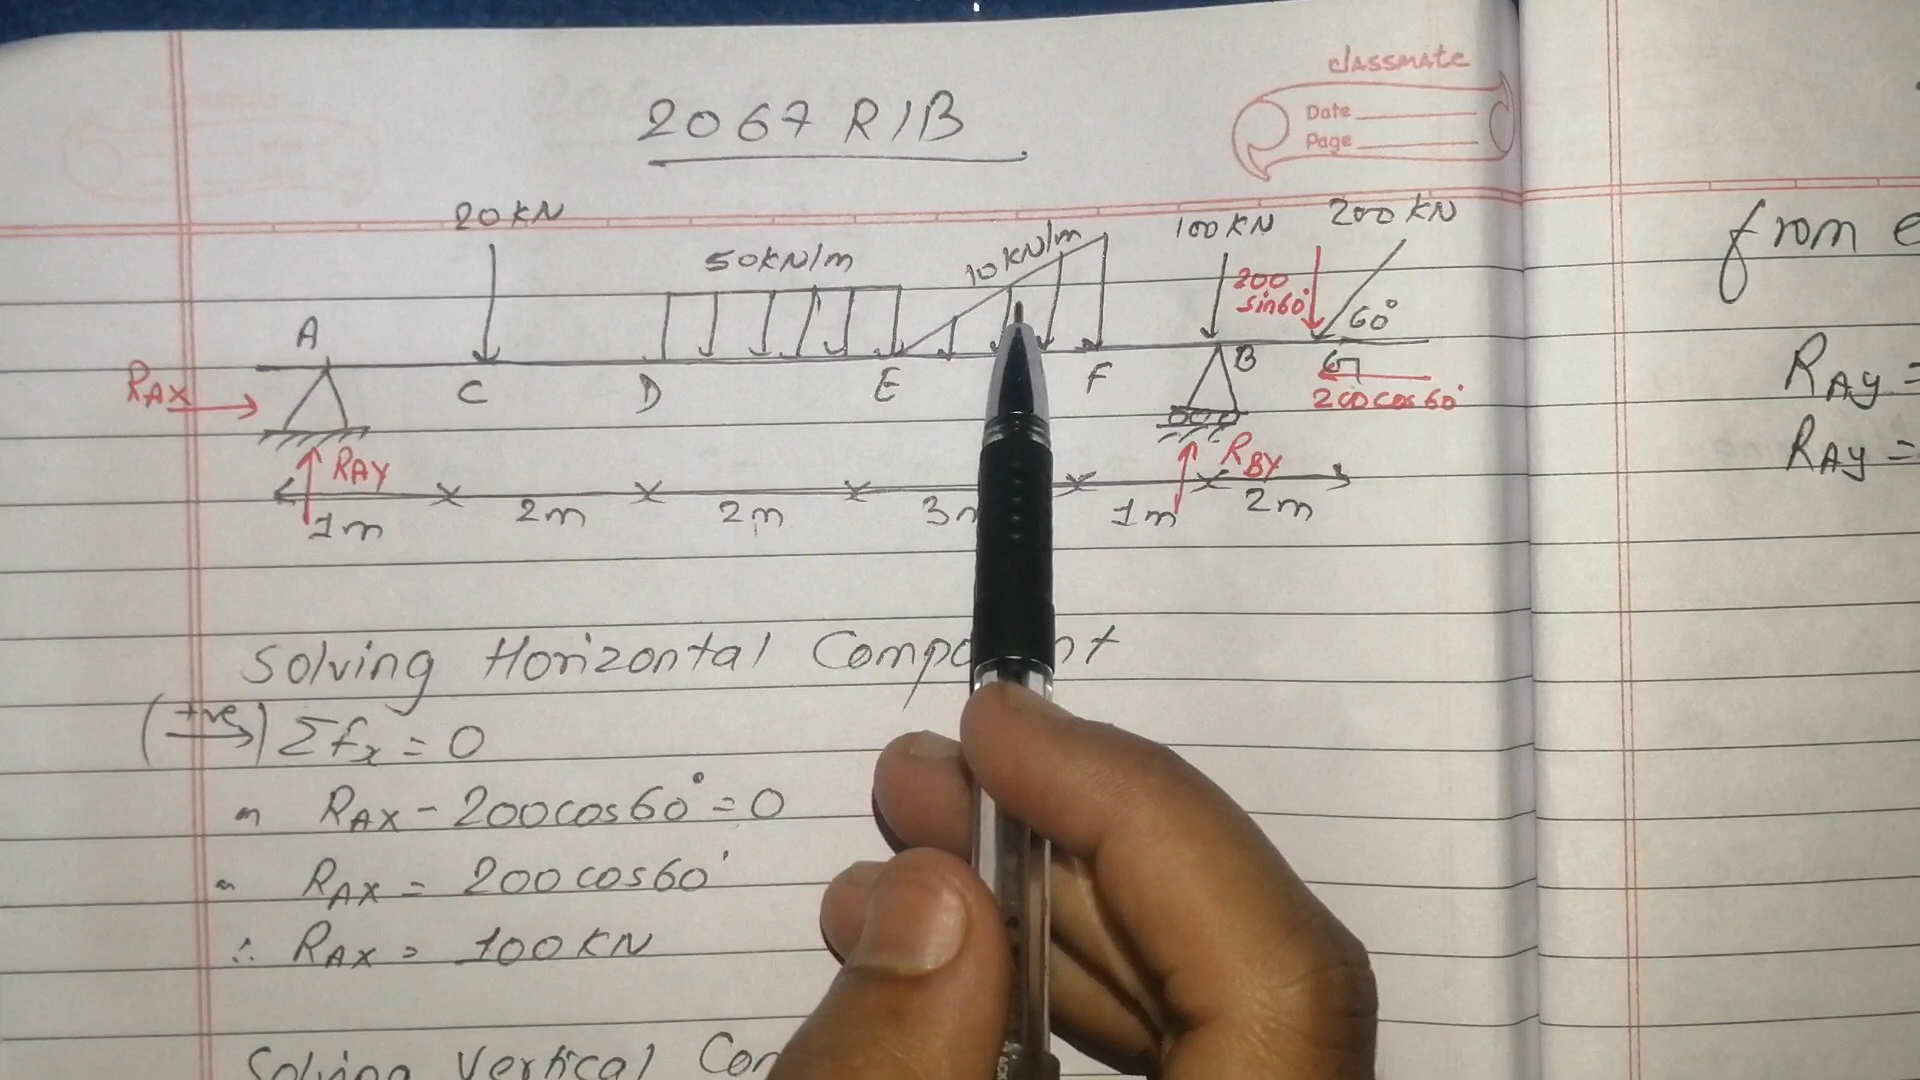 classmate
Date
Page
2067 R/B
20KN
50KN/m
10KN/m
100KN
200KN
200
sin60°
60°
A
C
D
E
F
B
G
RAX
200cos60°
RAY
RBY
1m
2m
2m
1m
2m
Solving Horizontal
(+ve→) Σfx = 0
RAX - 200cos60° = 0
RAX = 200cos60°
∴ RAX = 100KN
Solving Vertical
from
RAy =
RAy =